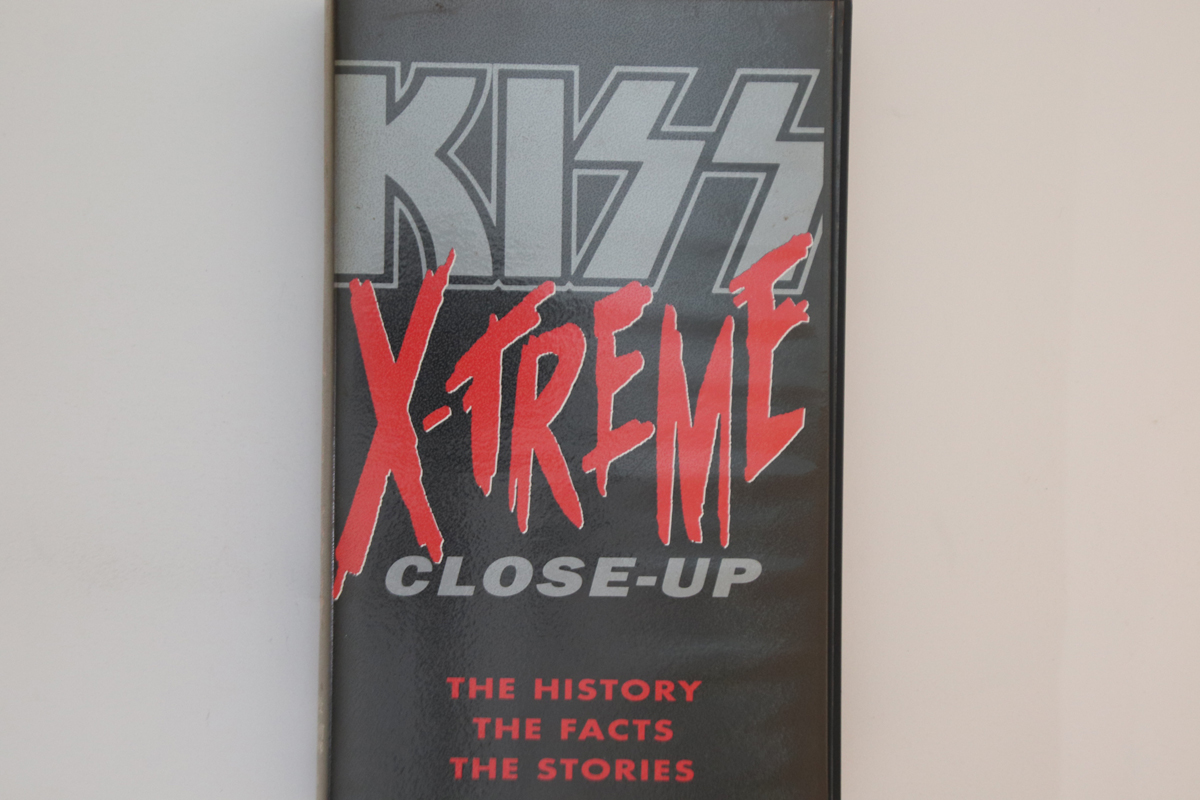 KISS
X-TREME
CLOSE-UP
THE HISTORY
THE FACTS
THE STORIES